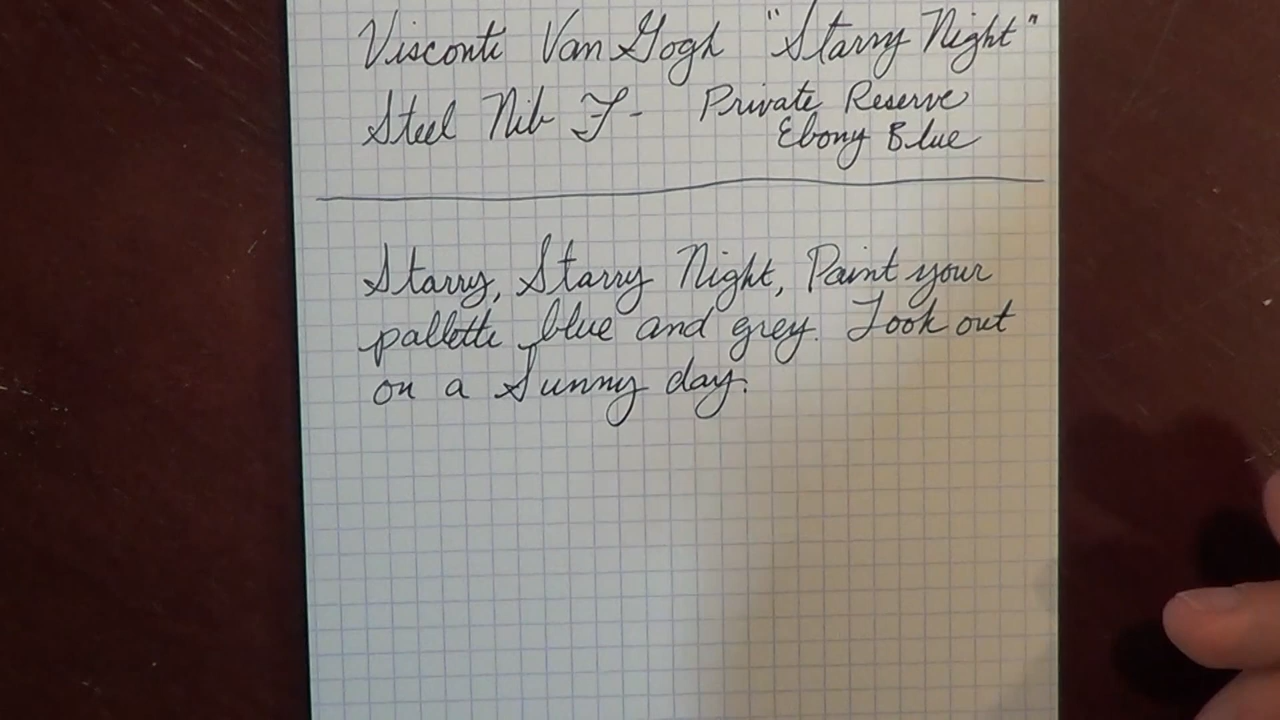 Visconti Van Gogh "Starry Night"
Steel Nib F - Private Reserve
Ebony Blue
Starry, Starry Night, Paint your
pallette blue and grey. Look out
on a Sunny day.